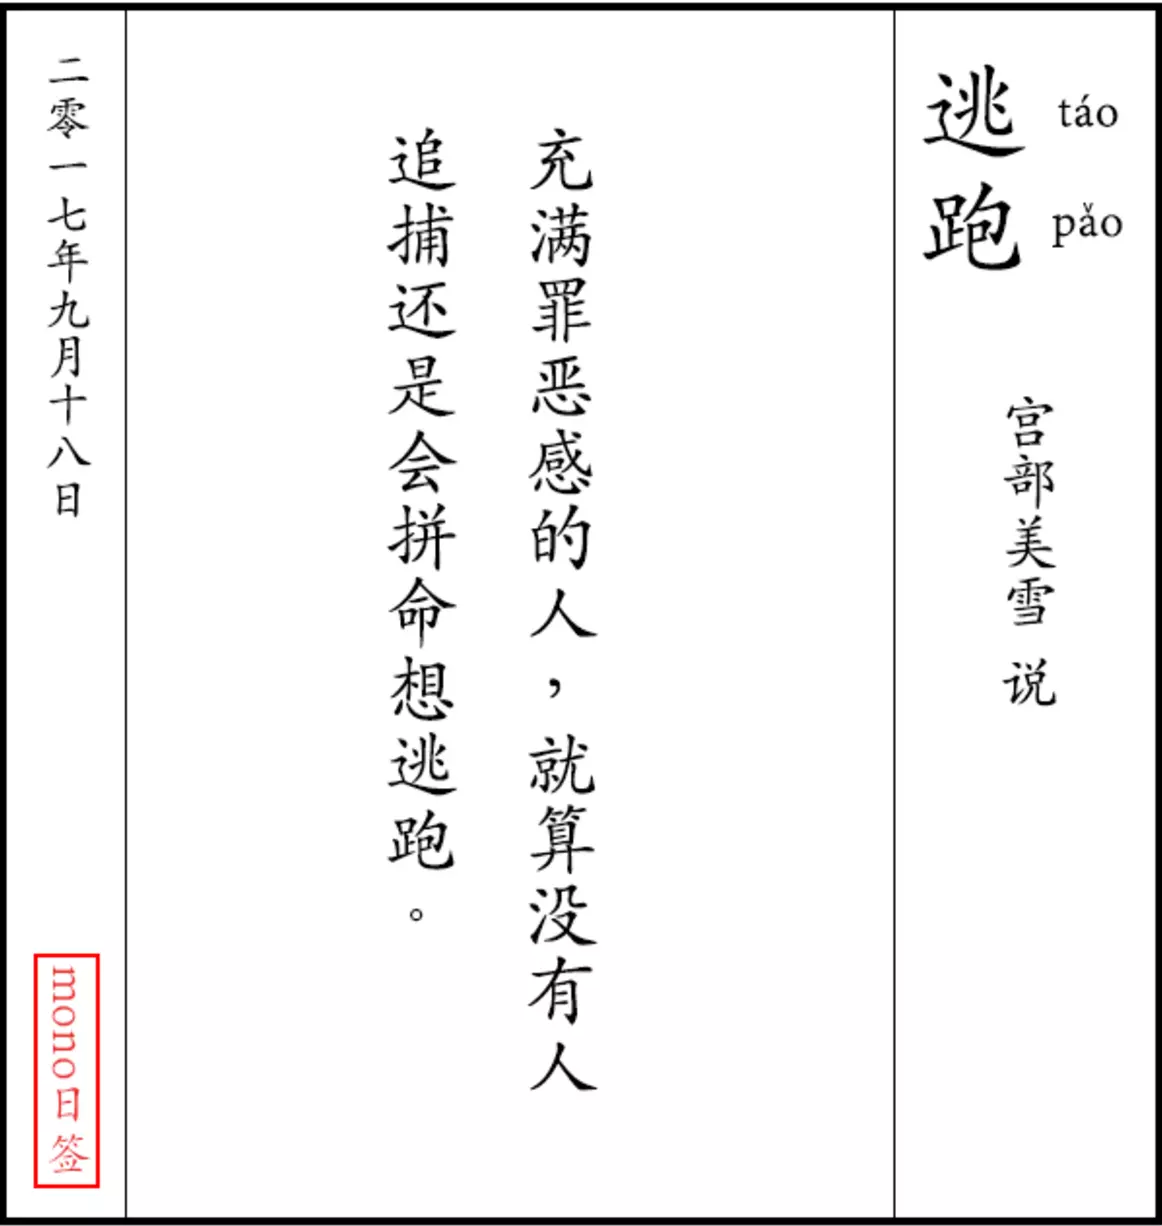 逃跑
táo
pǎo
宫部美雪 说
充满罪恶感的人，就算没有人
追捕还是会拼命想逃跑。
二零一七年九月十八日
mono日签